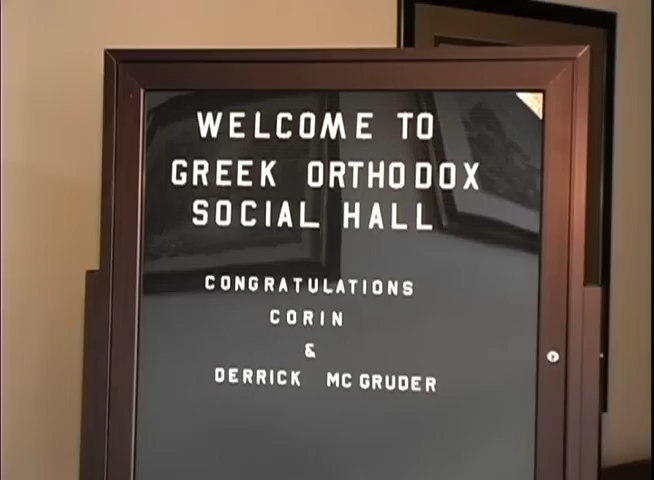 WELCOME TO
GREEK ORTHODOX
SOCIAL HALL
CONGRATULATIONS
CORIN
&
DERRICK MC GRUDER